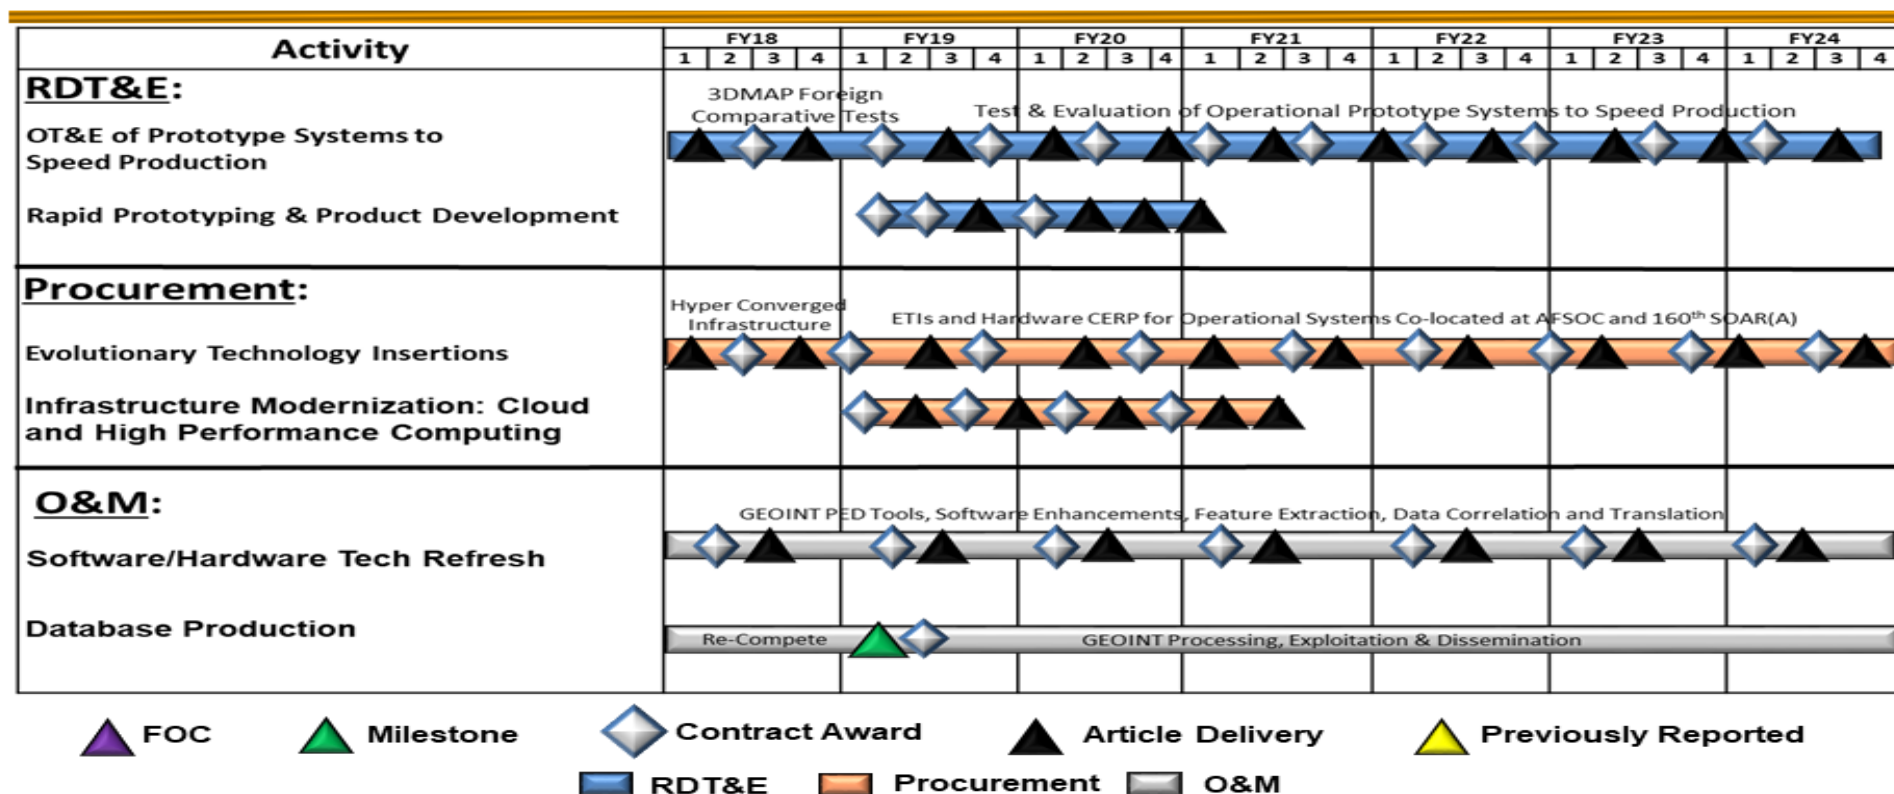 Activity
FY18 FY19 FY20 FY21 FY22 FY23 FY24
1 2 3 4 1 2 3 4 1 2 3 4 1 2 3 4 1 2 3 4 1 2 3 4 1 2 3 4
RDT&E:
3DMAP Foreign
Comparative Tests
Test & Evaluation of Operational Prototype Systems to Speed Production
OT&E of Prototype Systems to
Speed Production
Rapid Prototyping & Product Development
Procurement:
Hyper Converged
Infrastructure
ETIs and Hardware CERP for Operational Systems Co-located at AFSOC and 160th SOAR(A)
Evolutionary Technology Insertions
Infrastructure Modernization: Cloud
and High Performance Computing
O&M:
GEOINT PED Tools, Software Enhancements, Feature Extraction, Data Correlation and Translation
Software/Hardware Tech Refresh
Database Production
Re-Compete
GEOINT Processing, Exploitation & Dissemination
FOC
Milestone
Contract Award
Article Delivery
Previously Reported
RDT&E
Procurement
O&M